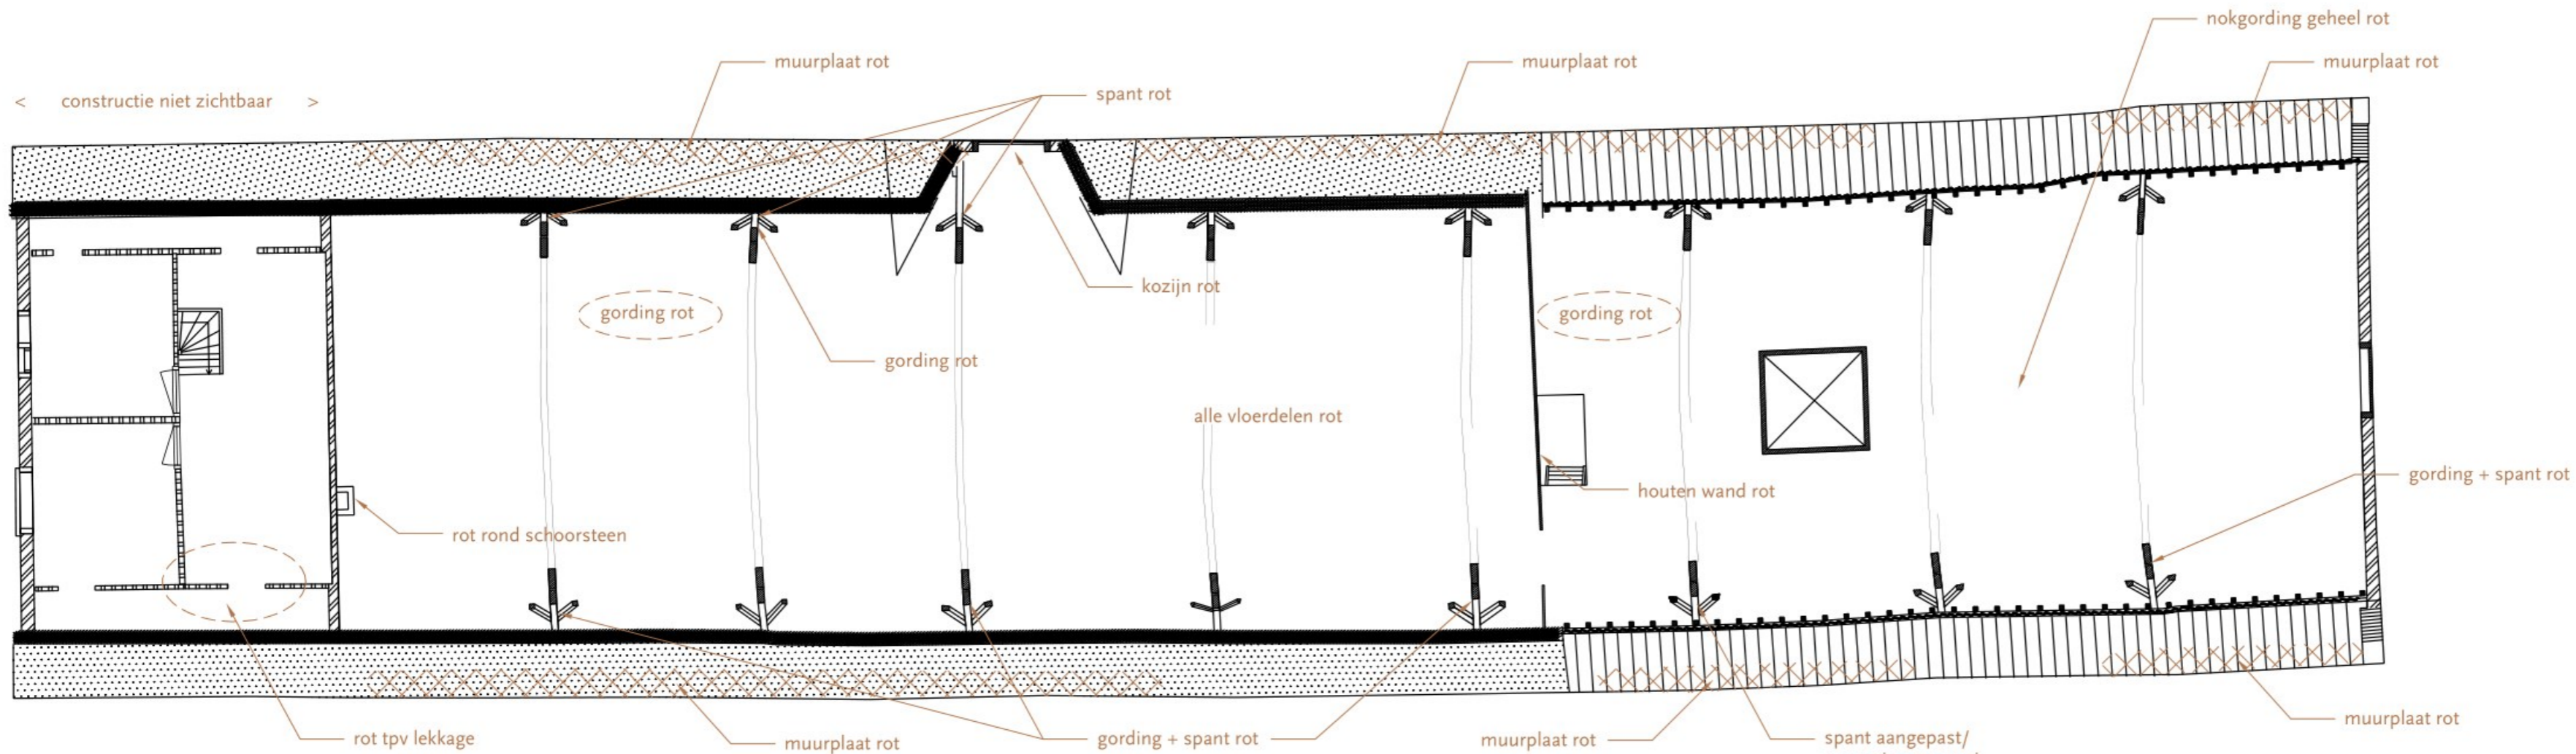 nokgording geheel rot
muurplaat rot
muurplaat rot
muurplaat rot
< constructie niet zichtbaar >
spant rot
kozijn rot
gording rot
gording rot
gording rot
alle vloerdelen rot
gording + spant rot
houten wand rot
rot rond schoorsteen
muurplaat rot
rot tpv lekkage
muurplaat rot
gording + spant rot
muurplaat rot
spant aangepast/